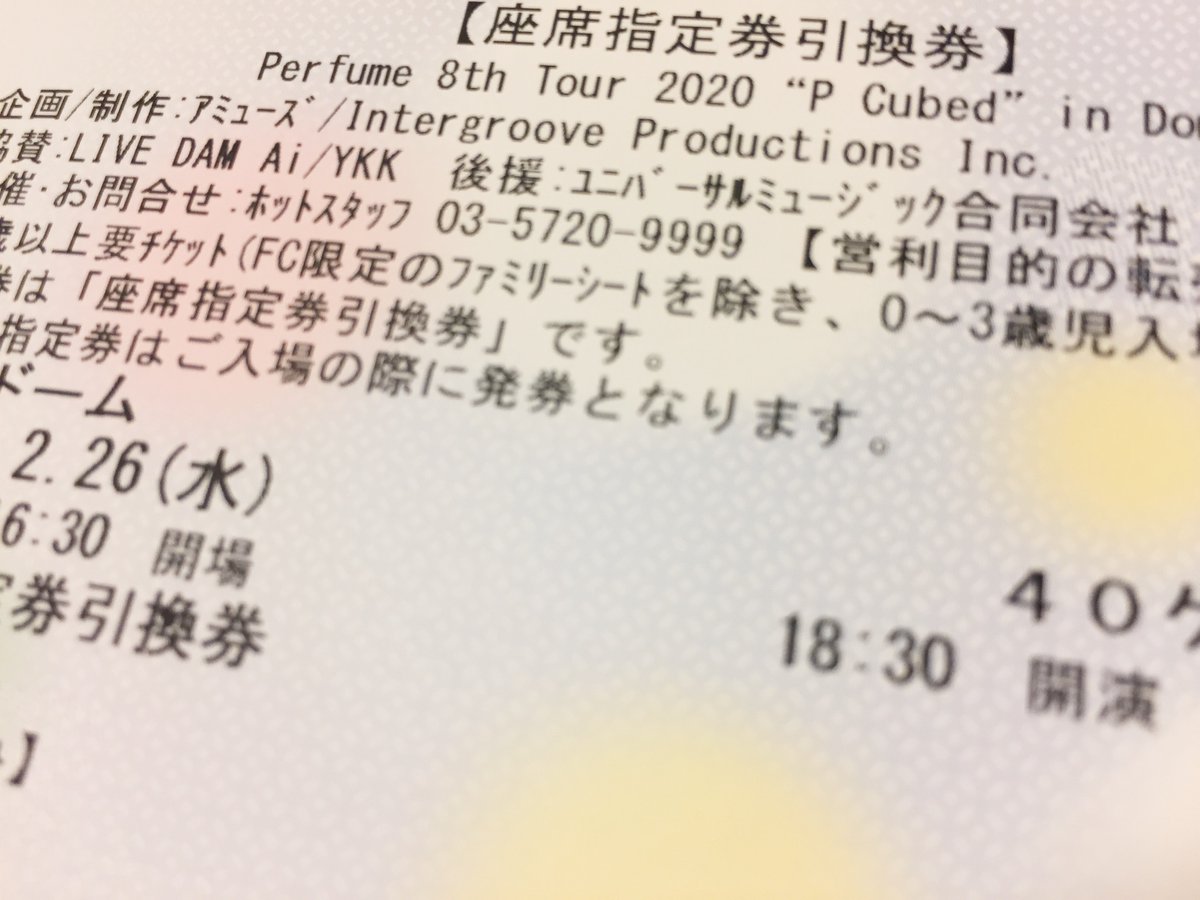 【座席指定券引換券】
Perfume 8th Tour 2020 “P Cubed” in Do
企画/制作:アミューズ/Intergroove Productions Inc.
協賛:LIVE DAM Ai/YKK 後援:ユニバーサルミュージック合同会社
催・お問合せ:ホットスタッフ 03-5720-9999 【営利目的の転
歳以上要チケット(FC限定のファミリーシートを除き、0〜3歳児入場
券は「座席指定券引換券」です。
指定券はご入場の際に発券となります。
ドーム
2.26(水)
6:30 開場
18:30 開演
定券引換券
40ゲ
】